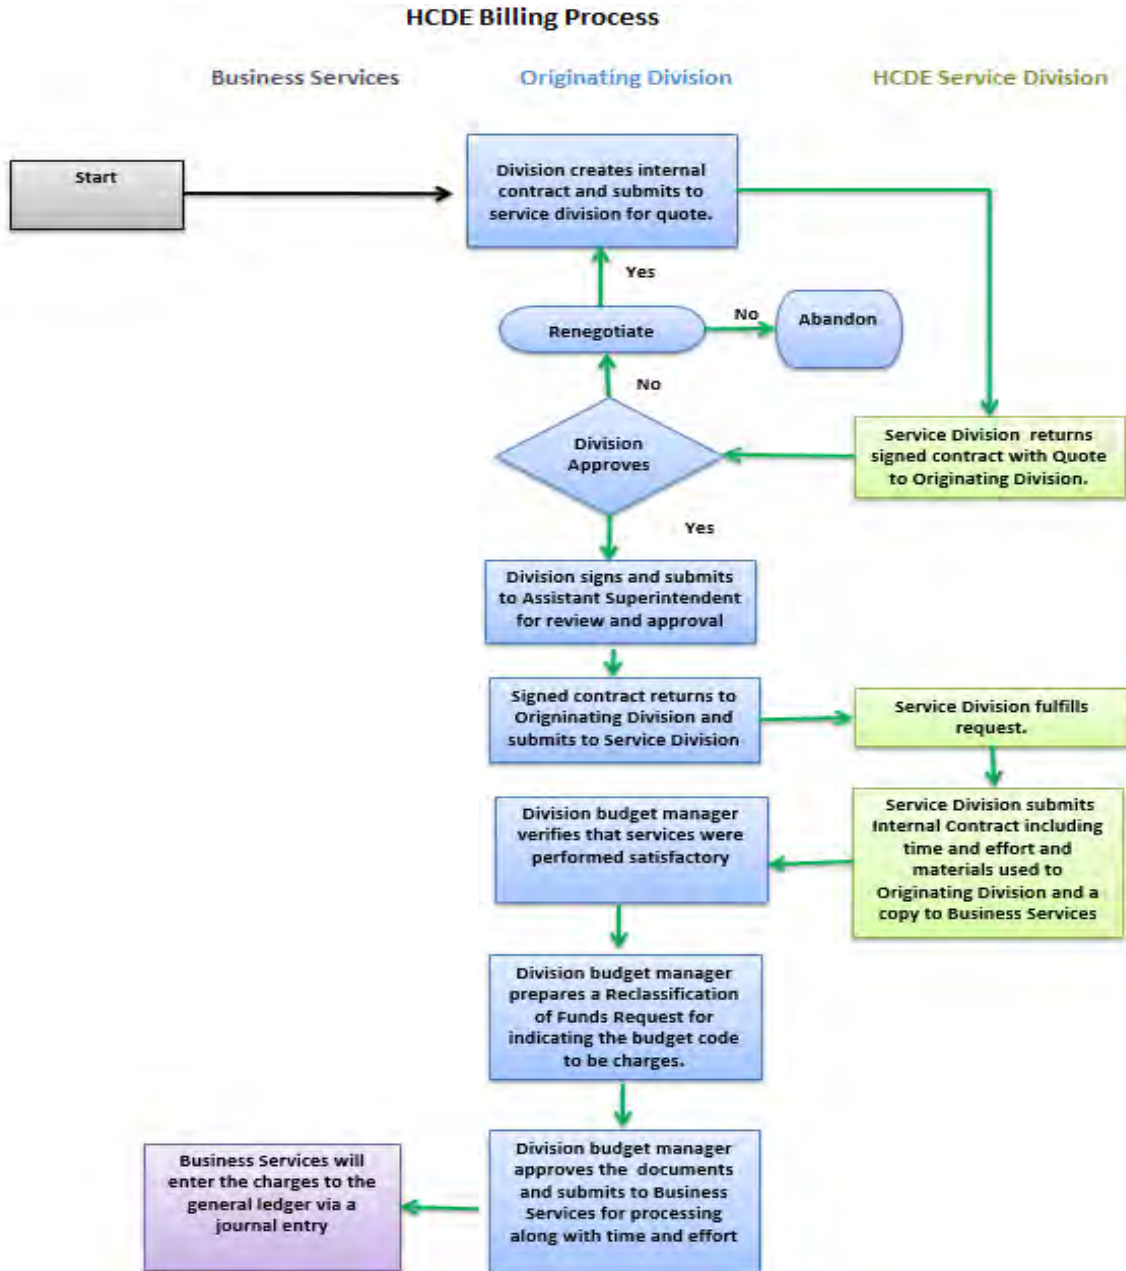 HCDE Billing Process
Business Services
Originating Division
HCDE Service Division
Start
Division creates internal
contract and submits to
service division for quote.
Yes
Renegotiate
No
Abandon
No
Division
Approves
Service Division  returns
signed contract with Quote
to Originating Division.
Yes
Division signs and submits
to Assistant Superintendent
for review and approval
Signed contract returns to
Origninating Division and
submits to Service Division
Service Division fulfills
request.
Division budget manager
verifies that services were
performed satisfactory
Service Division submits
Internal Contract including
time and effort and
materials used to
Originating Division and a
copy to Business Services
Division budget manager
prepares a Reclassification
of Funds Request for
indicating the budget code
to be charges.
Business Services will
enter the charges to the
general ledger via a
journal entry
Division budget manager
approves the  documents
and submits to Business
Services for processing
along with time and effort